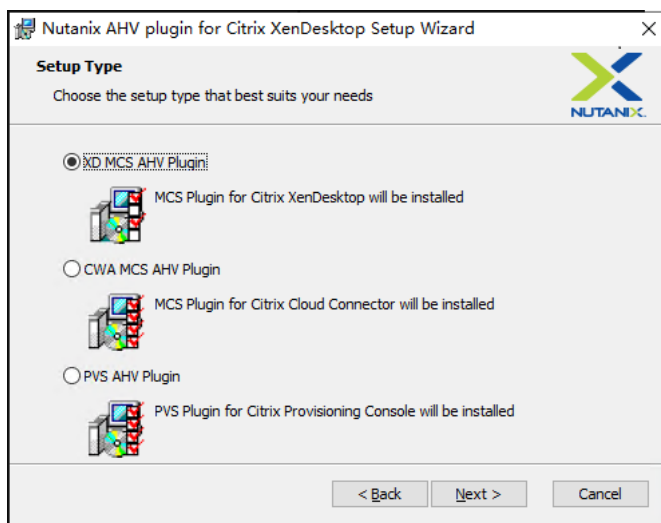 Nutanix AHV plugin for Citrix XenDesktop Setup Wizard
Setup Type
Choose the setup type that best suits your needs
NUTANIX.
XD MCS AHV Plugin
MCS Plugin for Citrix XenDesktop will be installed
CWA MCS AHV Plugin
MCS Plugin for Citrix Cloud Connector will be installed
PVS AHV Plugin
PVS Plugin for Citrix Provisioning Console will be installed
< Back Next > Cancel